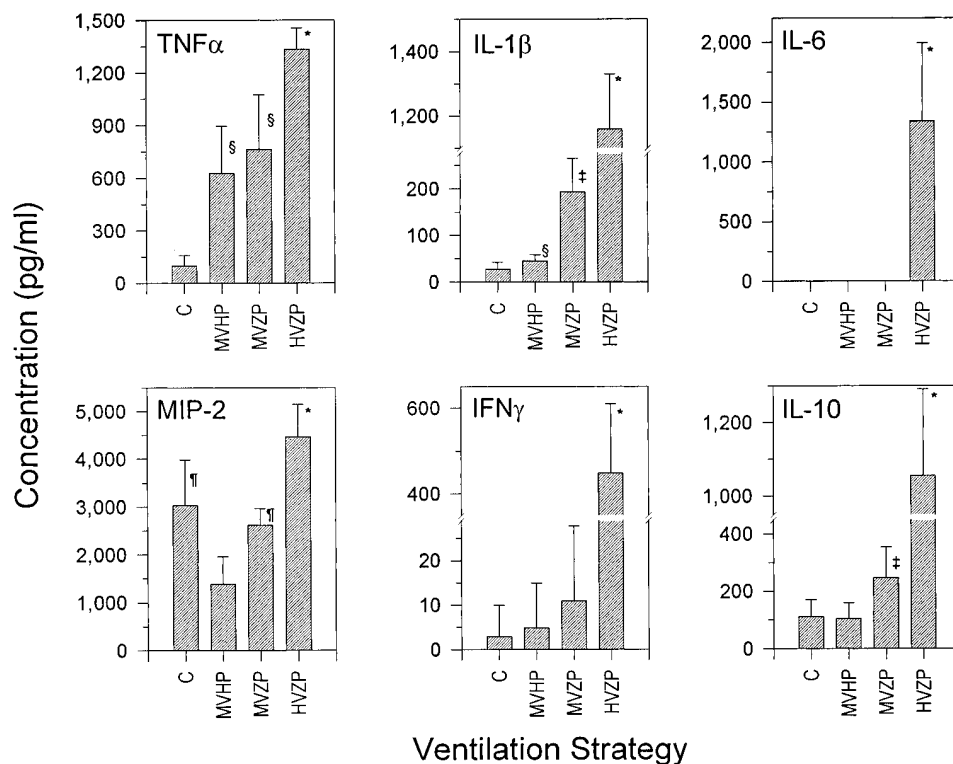 Concentration (pg/ml)
TNFα
1,500
1,200
900
600
300
0
§
§
*
C
MVHP
MVZP
HVZP
IL-1β
1,400
1,200
200
100
0
§
‡
*
C
MVHP
MVZP
HVZP
IL-6
2,000
1,500
1,000
500
0
*
C
MVHP
MVZP
HVZP
MIP-2
5,000
4,000
3,000
2,000
1,000
0
¶
¶
*
C
MVHP
MVZP
HVZP
IFNγ
600
400
20
10
0
*
C
MVHP
MVZP
HVZP
IL-10
1,200
1,000
400
200
0
‡
*
C
MVHP
MVZP
HVZP
Ventilation Strategy